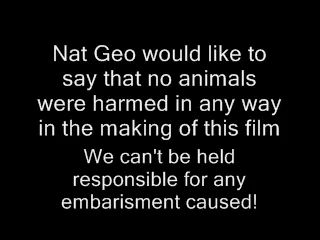 Nat Geo would like to
say that no animals
were harmed in any way
in the making of this film
We can't be held
responsible for any
embarisment caused!